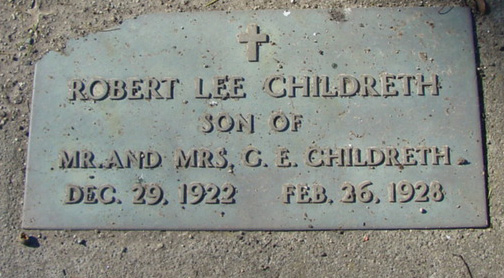 ROBERT LEE CHILDRETH
SON OF
MR. AND MRS. C. E. CHILDRETH
DEC. 29, 1922 FEB. 26, 1928